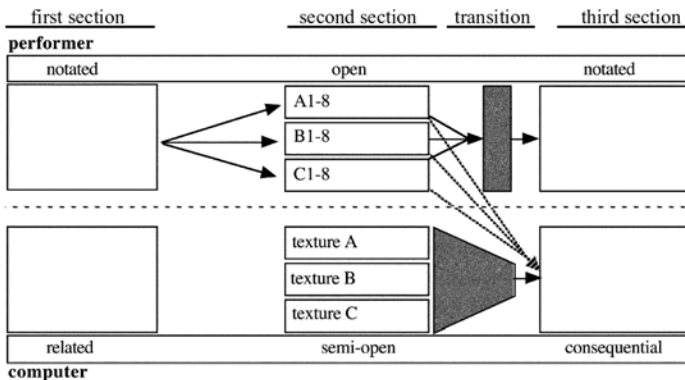 first section second section transition third section
performer
notated open notated
A1-8
B1-8
C1-8
texture A
texture B
texture C
related semi-open consequential
computer